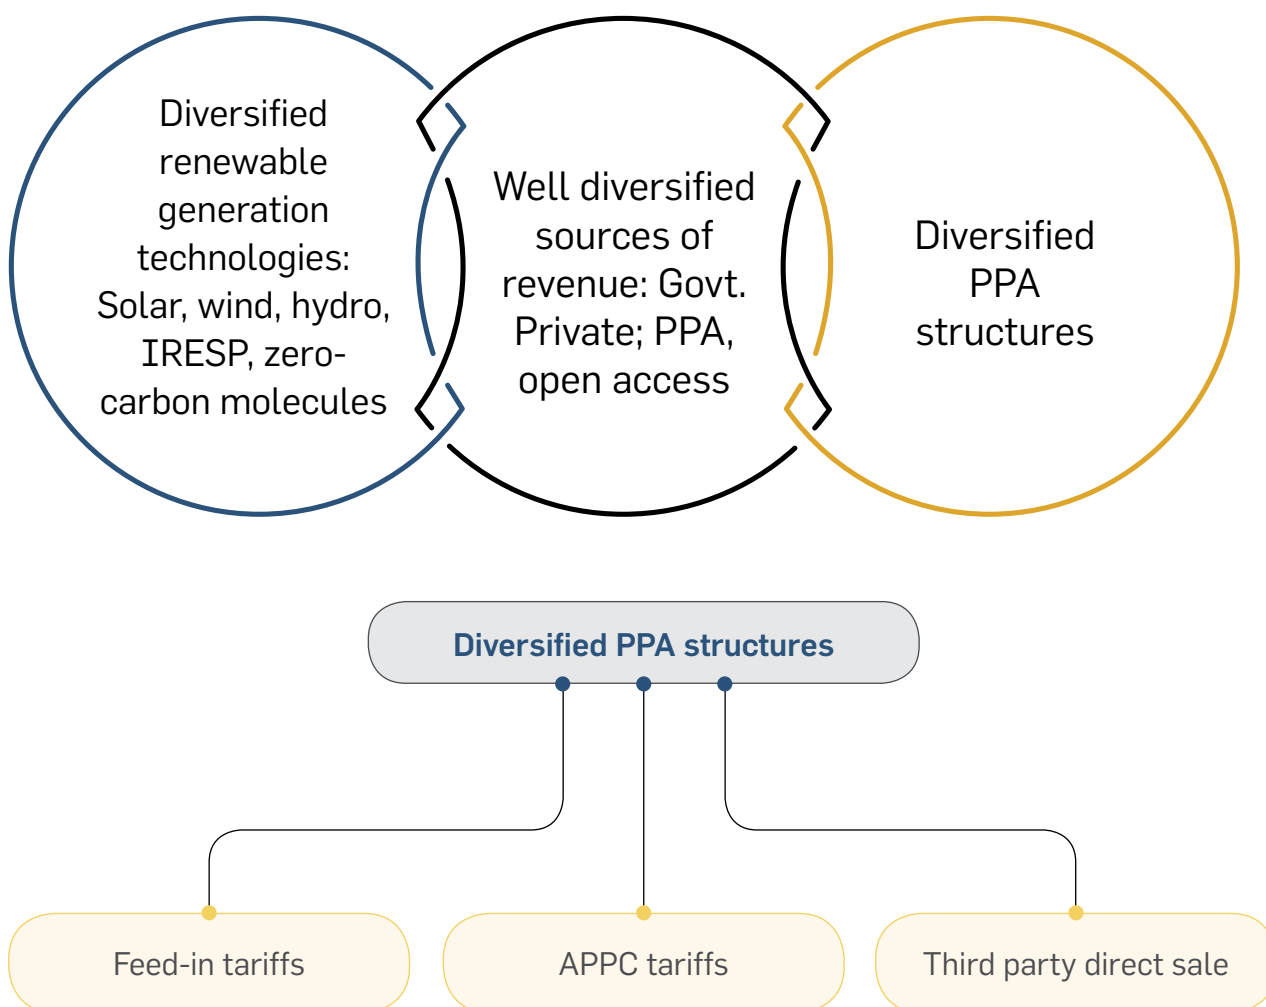 Diversified
renewable
generation
technologies:
Solar, wind, hydro,
IRESP, zero-
carbon molecules
Well diversified
sources of
revenue: Govt.
Private; PPA,
open access
Diversified
PPA
structures
Diversified PPA structures
Feed-in tariffs
APPC tariffs
Third party direct sale